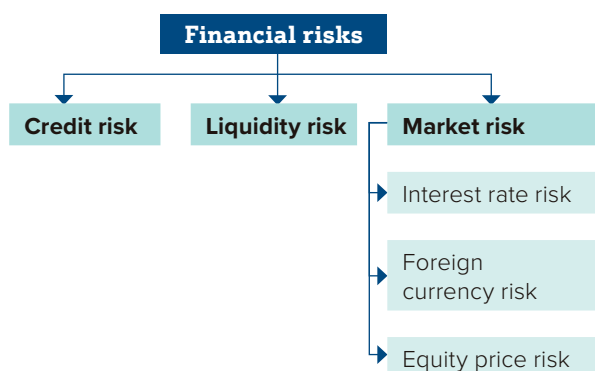 Financial risks
Credit risk
Liquidity risk
Market risk
Interest rate risk
Foreign
currency risk
Equity price risk